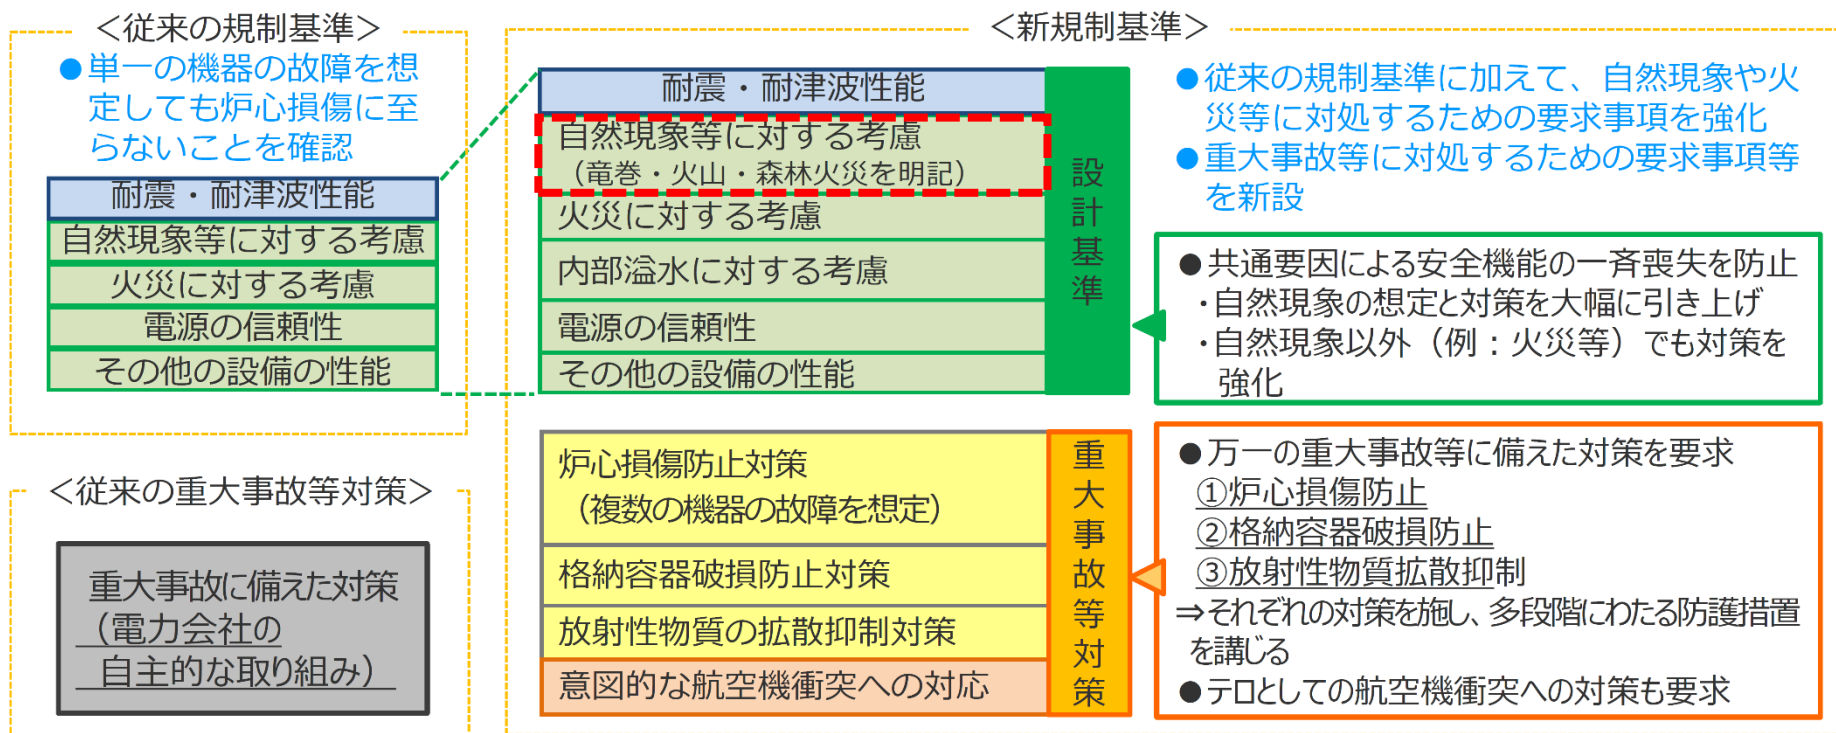 ＜従来の規制基準＞
●単一の機器の故障を想
定しても炉心損傷に至
らないことを確認
耐震・耐津波性能
自然現象等に対する考慮
火災に対する考慮
電源の信頼性
その他の設備の性能
＜従来の重大事故等対策＞
重大事故に備えた対策
（電力会社の
自主的な取り組み）
＜新規制基準＞
耐震・耐津波性能
自然現象等に対する考慮
（竜巻・火山・森林火災を明記）
火災に対する考慮
内部溢水に対する考慮
電源の信頼性
その他の設備の性能
設計基準
炉心損傷防止対策
（複数の機器の故障を想定）
格納容器破損防止対策
放射性物質の拡散抑制対策
意図的な航空機衝突への対応
重大事故等対策
●従来の規制基準に加えて、自然現象や火
災等に対処するための要求事項を強化
●重大事故等に対処するための要求事項等
を新設
●共通要因による安全機能の一斉喪失を防止
・自然現象の想定と対策を大幅に引き上げ
・自然現象以外（例：火災等）でも対策を
強化
●万一の重大事故等に備えた対策を要求
①炉心損傷防止
②格納容器破損防止
③放射性物質拡散抑制
⇒それぞれの対策を施し、多段階にわたる防護措置
を講じる
●テロとしての航空機衝突への対策も要求